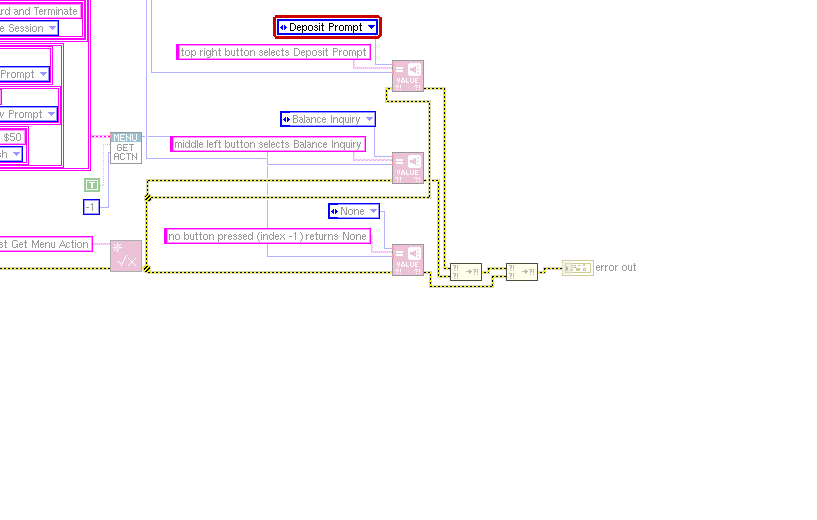 rd and Terminate
Deposit Prompt
e Session
top right button selects Deposit Prompt
Prompt
= VALUE ?! ?!
v Prompt
Balance Inquiry
$50
MENU
GET
ACTN
middle left button selects Balance Inquiry
sh
= VALUE ?! ?!
T
-1
None
no button pressed (index -1) returns None
st Get Menu Action
* √x
= VALUE ?! ?!
?! ?! →?!
?! ?! →?!
error out